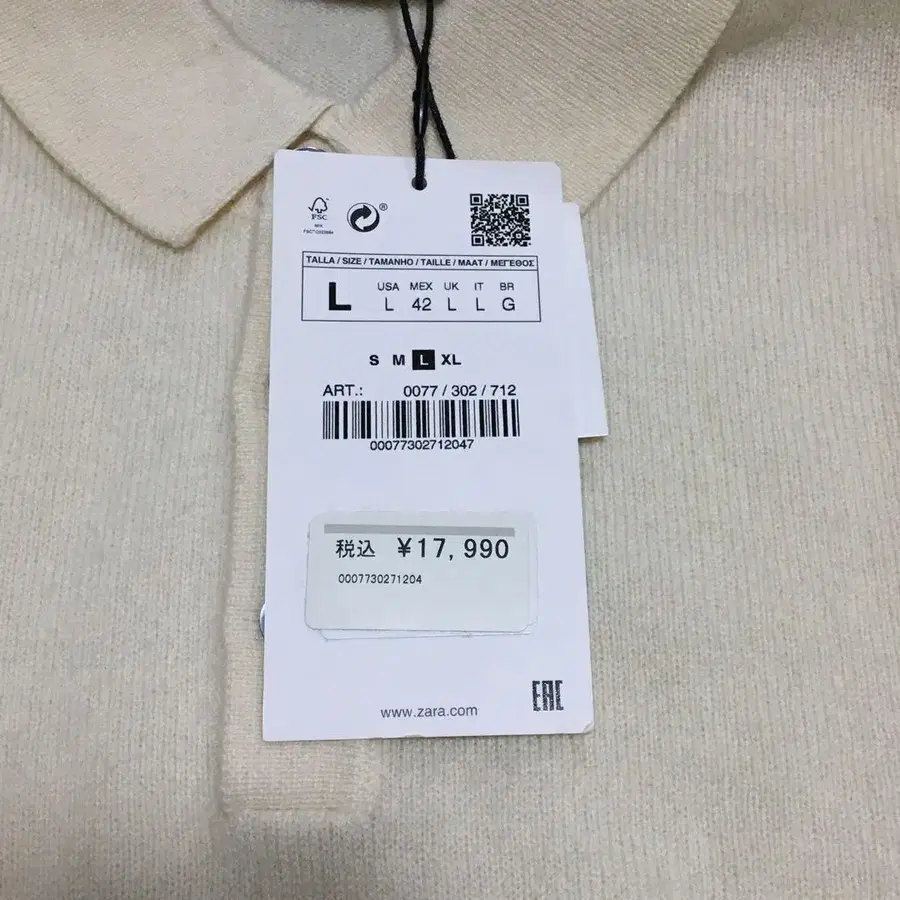 FSC
MIX
®
TALLA / SIZE / TAMANHO / TAILLE / MAAT / ΜΕΓΕΘΟΣ
L
USA MEX UK IT BR
L 42 L L G
S M L XL
ART.: 0077 / 302 / 712
00077302712047
税込 ¥17,990
0007730271204
www.zara.com
EAC